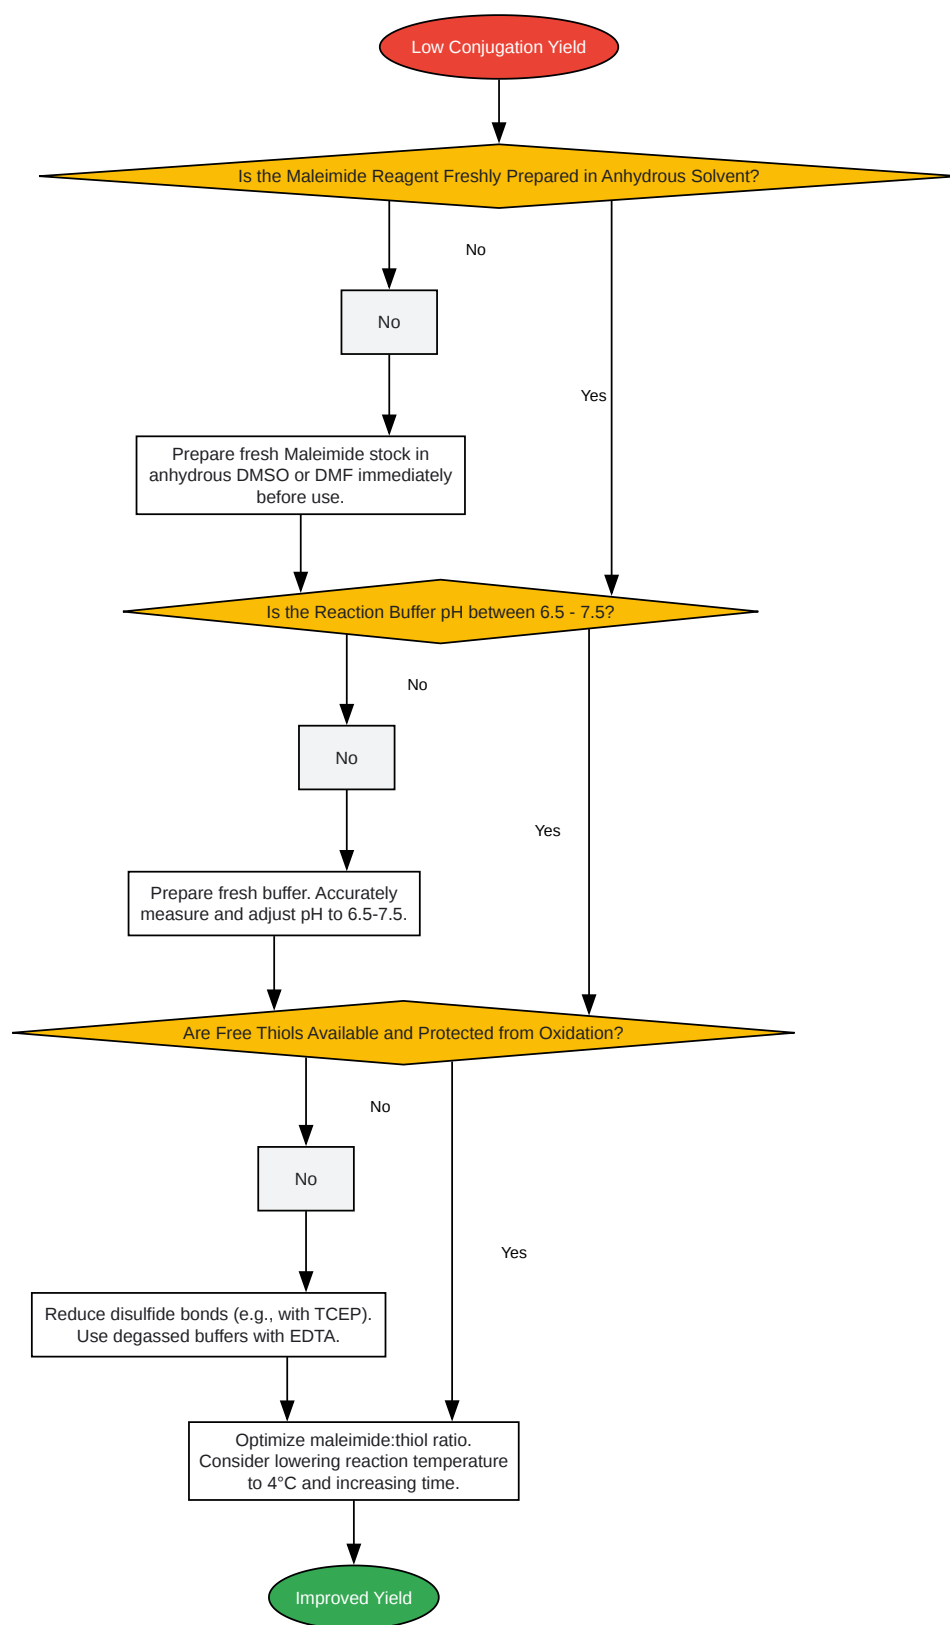 Low Conjugation Yield
Is the Maleimide Reagent Freshly Prepared in Anhydrous Solvent?
No
No
Yes
Prepare fresh Maleimide stock in
anhydrous DMSO or DMF immediately
before use.
Is the Reaction Buffer pH between 6.5 - 7.5?
No
No
Yes
Prepare fresh buffer. Accurately
measure and adjust pH to 6.5-7.5.
Are Free Thiols Available and Protected from Oxidation?
No
No
Yes
Reduce disulfide bonds (e.g., with TCEP).
Use degassed buffers with EDTA.
Optimize maleimide:thiol ratio.
Consider lowering reaction temperature
to 4°C and increasing time.
Improved Yield